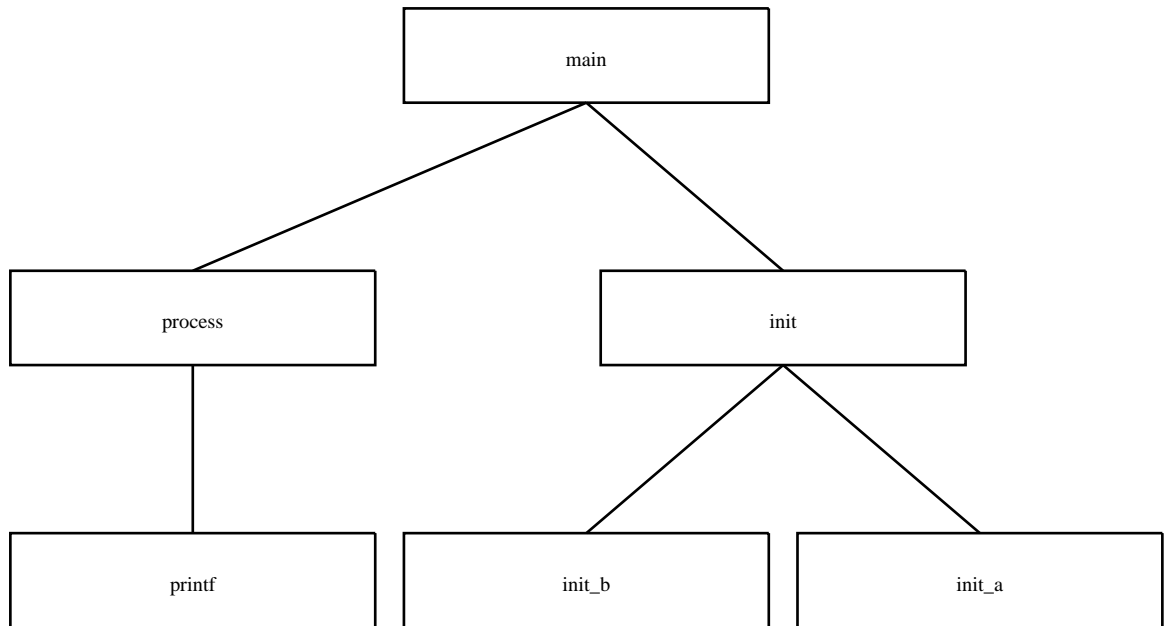 main
process
init
printf
init_b
init_a